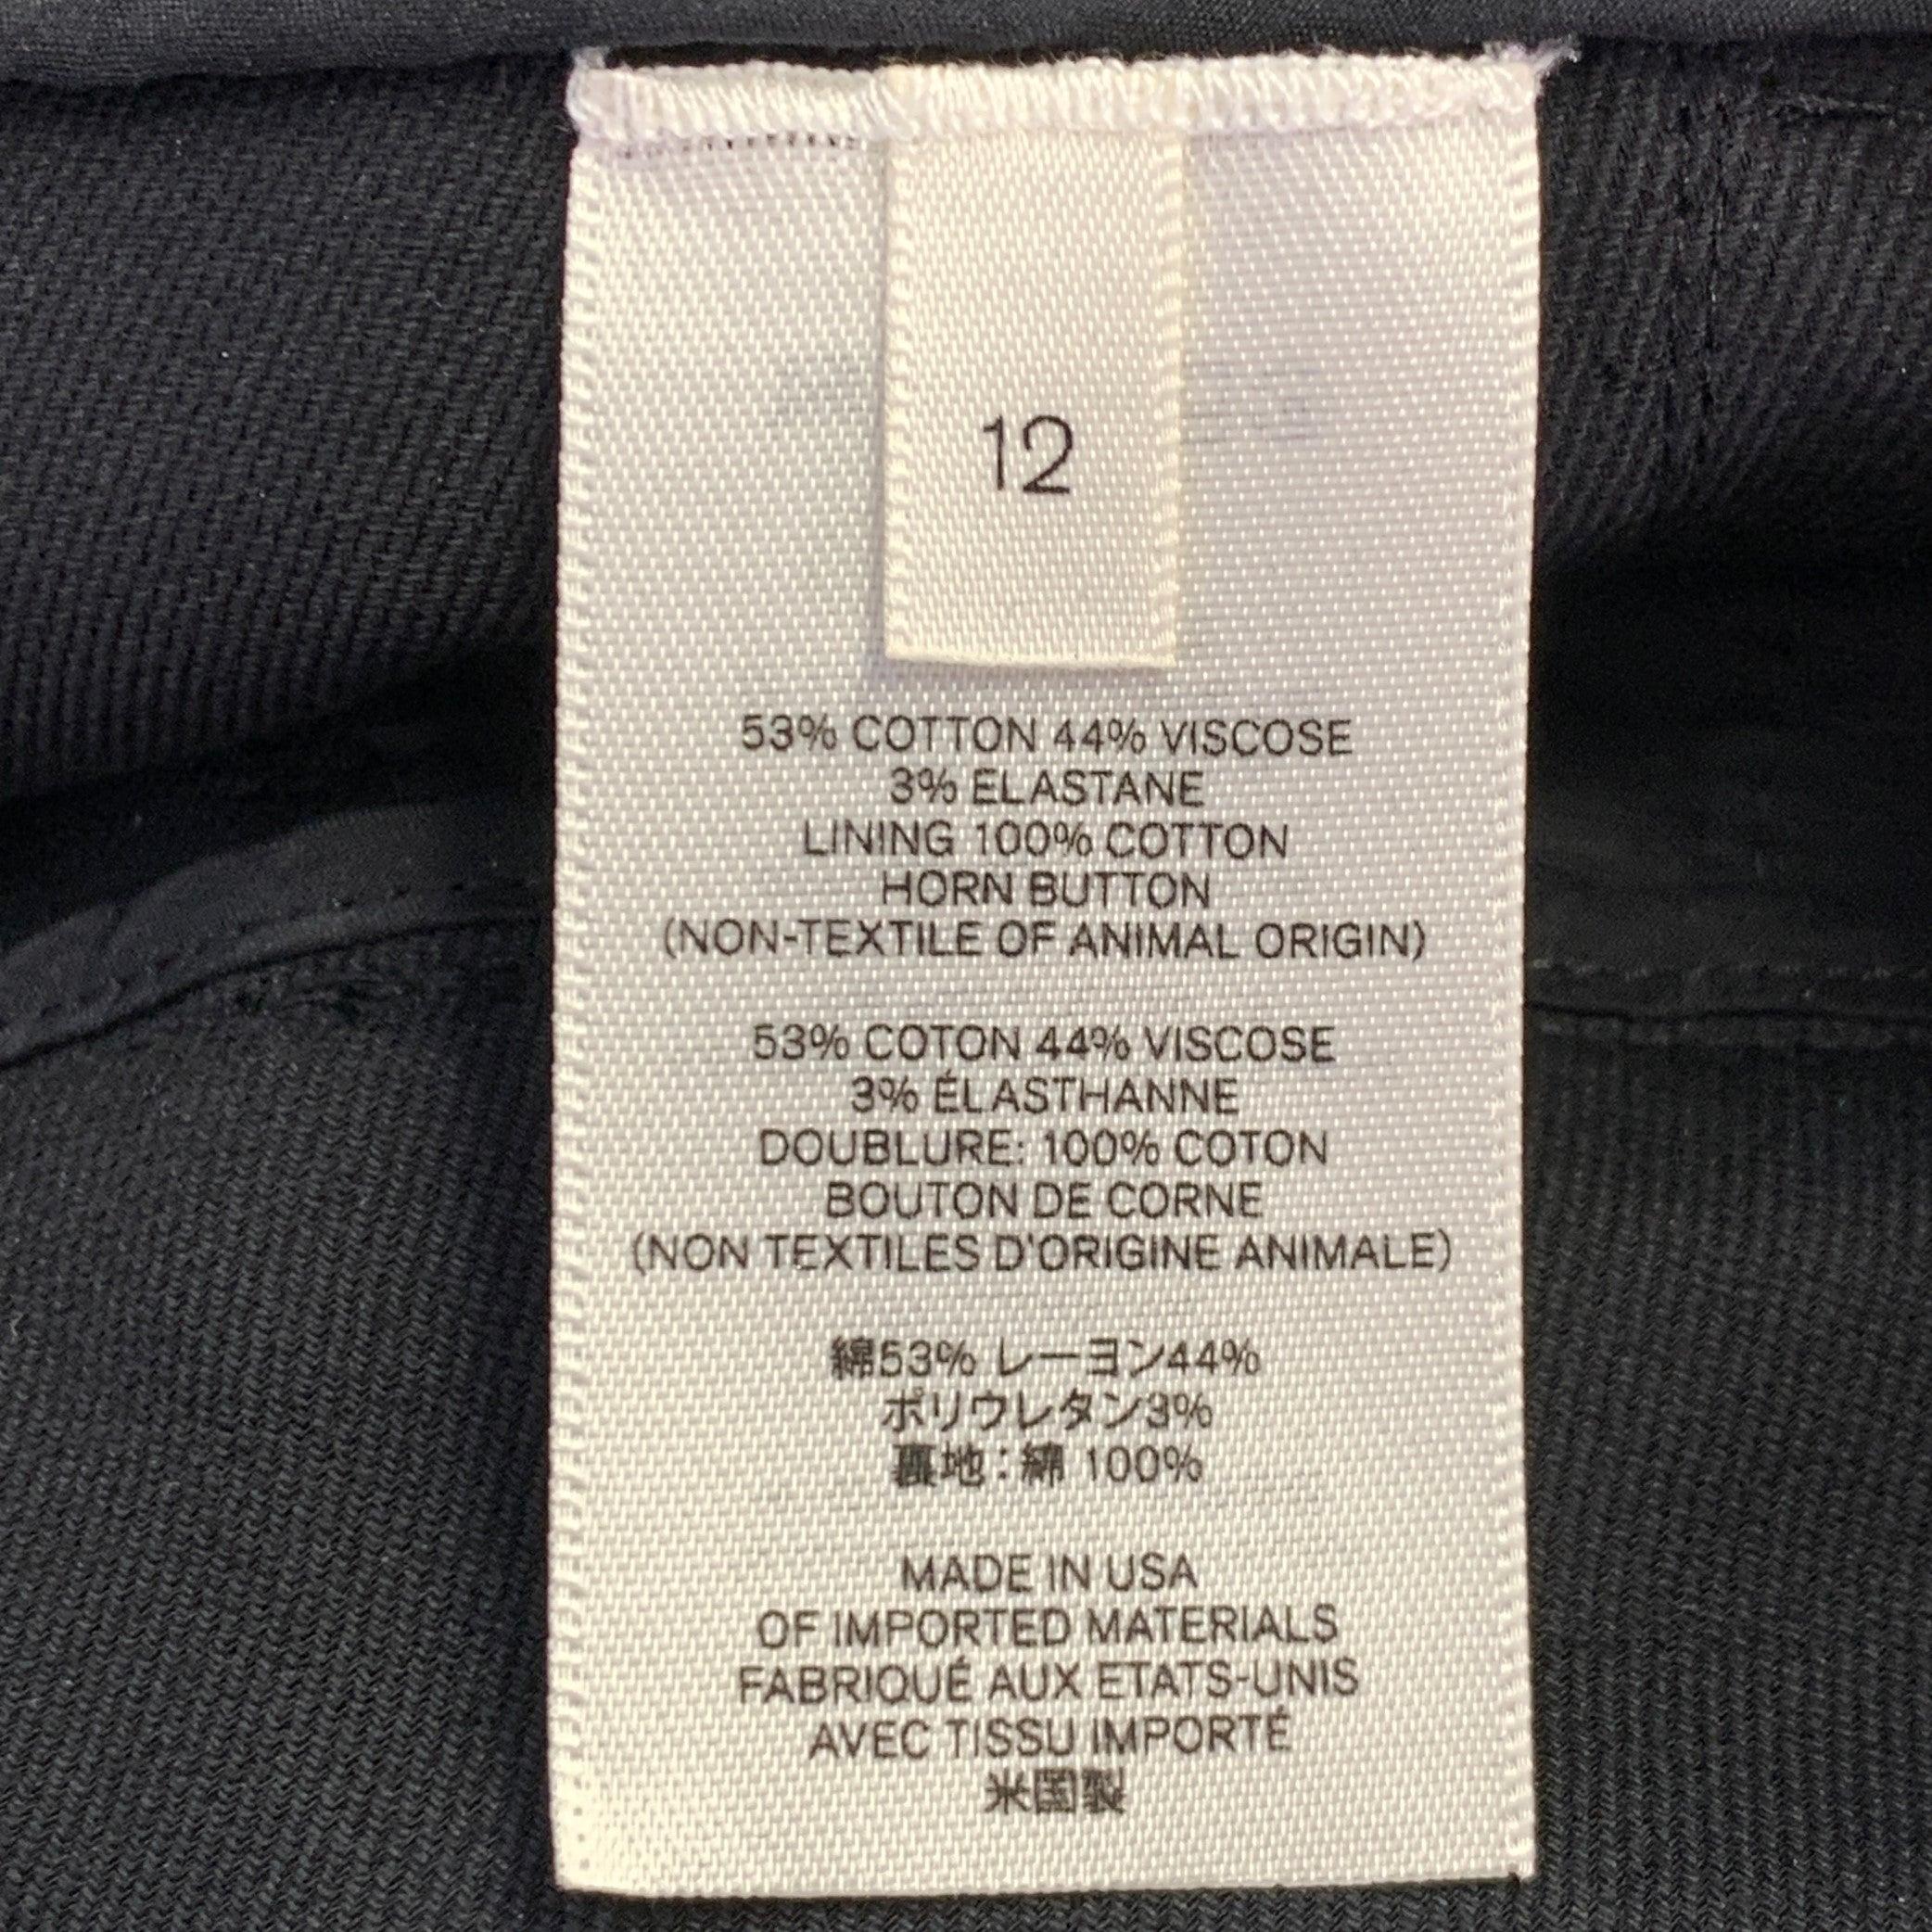 12
53% COTTON 44% VISCOSE
3% ELASTANE
LINING 100% COTTON
HORN BUTTON
(NON-TEXTILE OF ANIMAL ORIGIN)
53% COTON 44% VISCOSE
3% ÉLASTHANNE
DOUBLURE: 100% COTON
BOUTON DE CORNE
(NON TEXTILES D'ORIGINE ANIMALE)
綿53% レーヨン44%
ポリウレタン3%
裏地：綿 100%
MADE IN USA
OF IMPORTED MATERIALS
FABRIQUÉ AUX ETATS-UNIS
AVEC TISSU IMPORTÉ
米国製